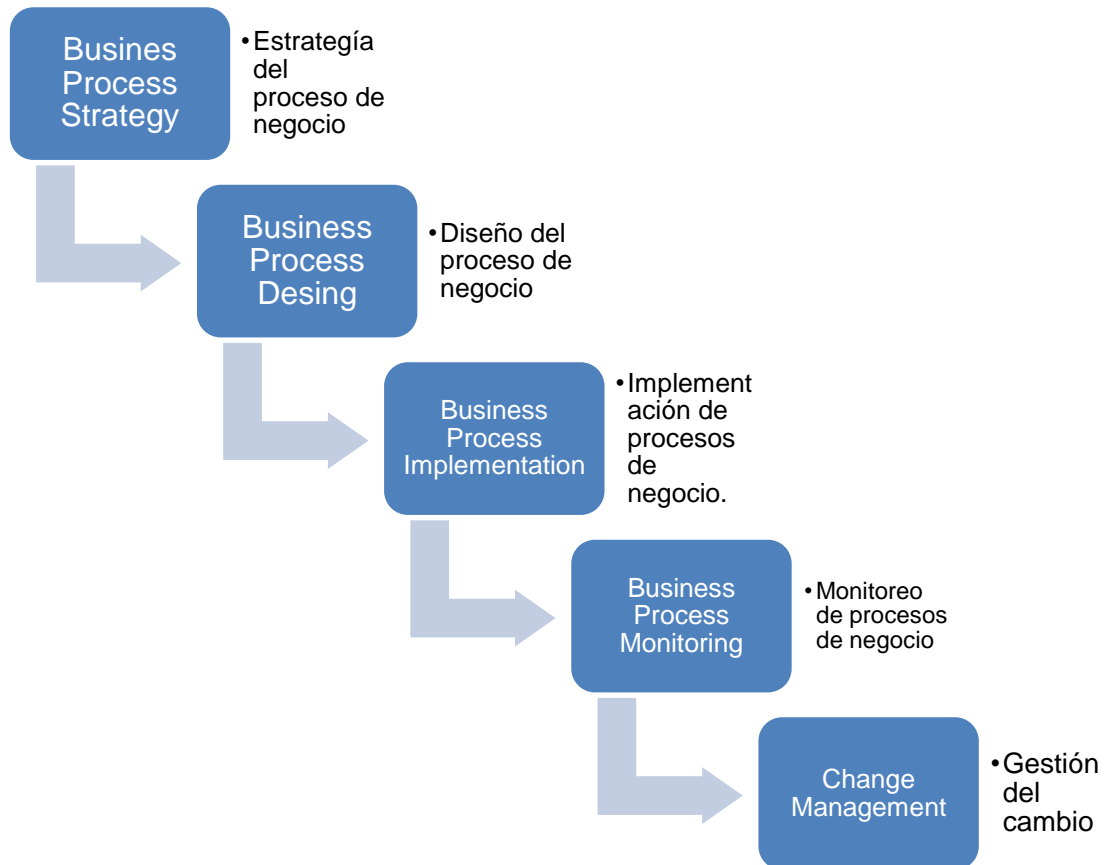 Busines
Process
Strategy
•Estrategía
del
proceso de
negocio
Business
Process
Desing
•Diseño del
proceso de
negocio
Business
Process
Implementation
•Implement
ación de
procesos
de
negocio.
Business
Process
Monitoring
•Monitoreo
de procesos
de negocio
Change
Management
•Gestión
del
cambio